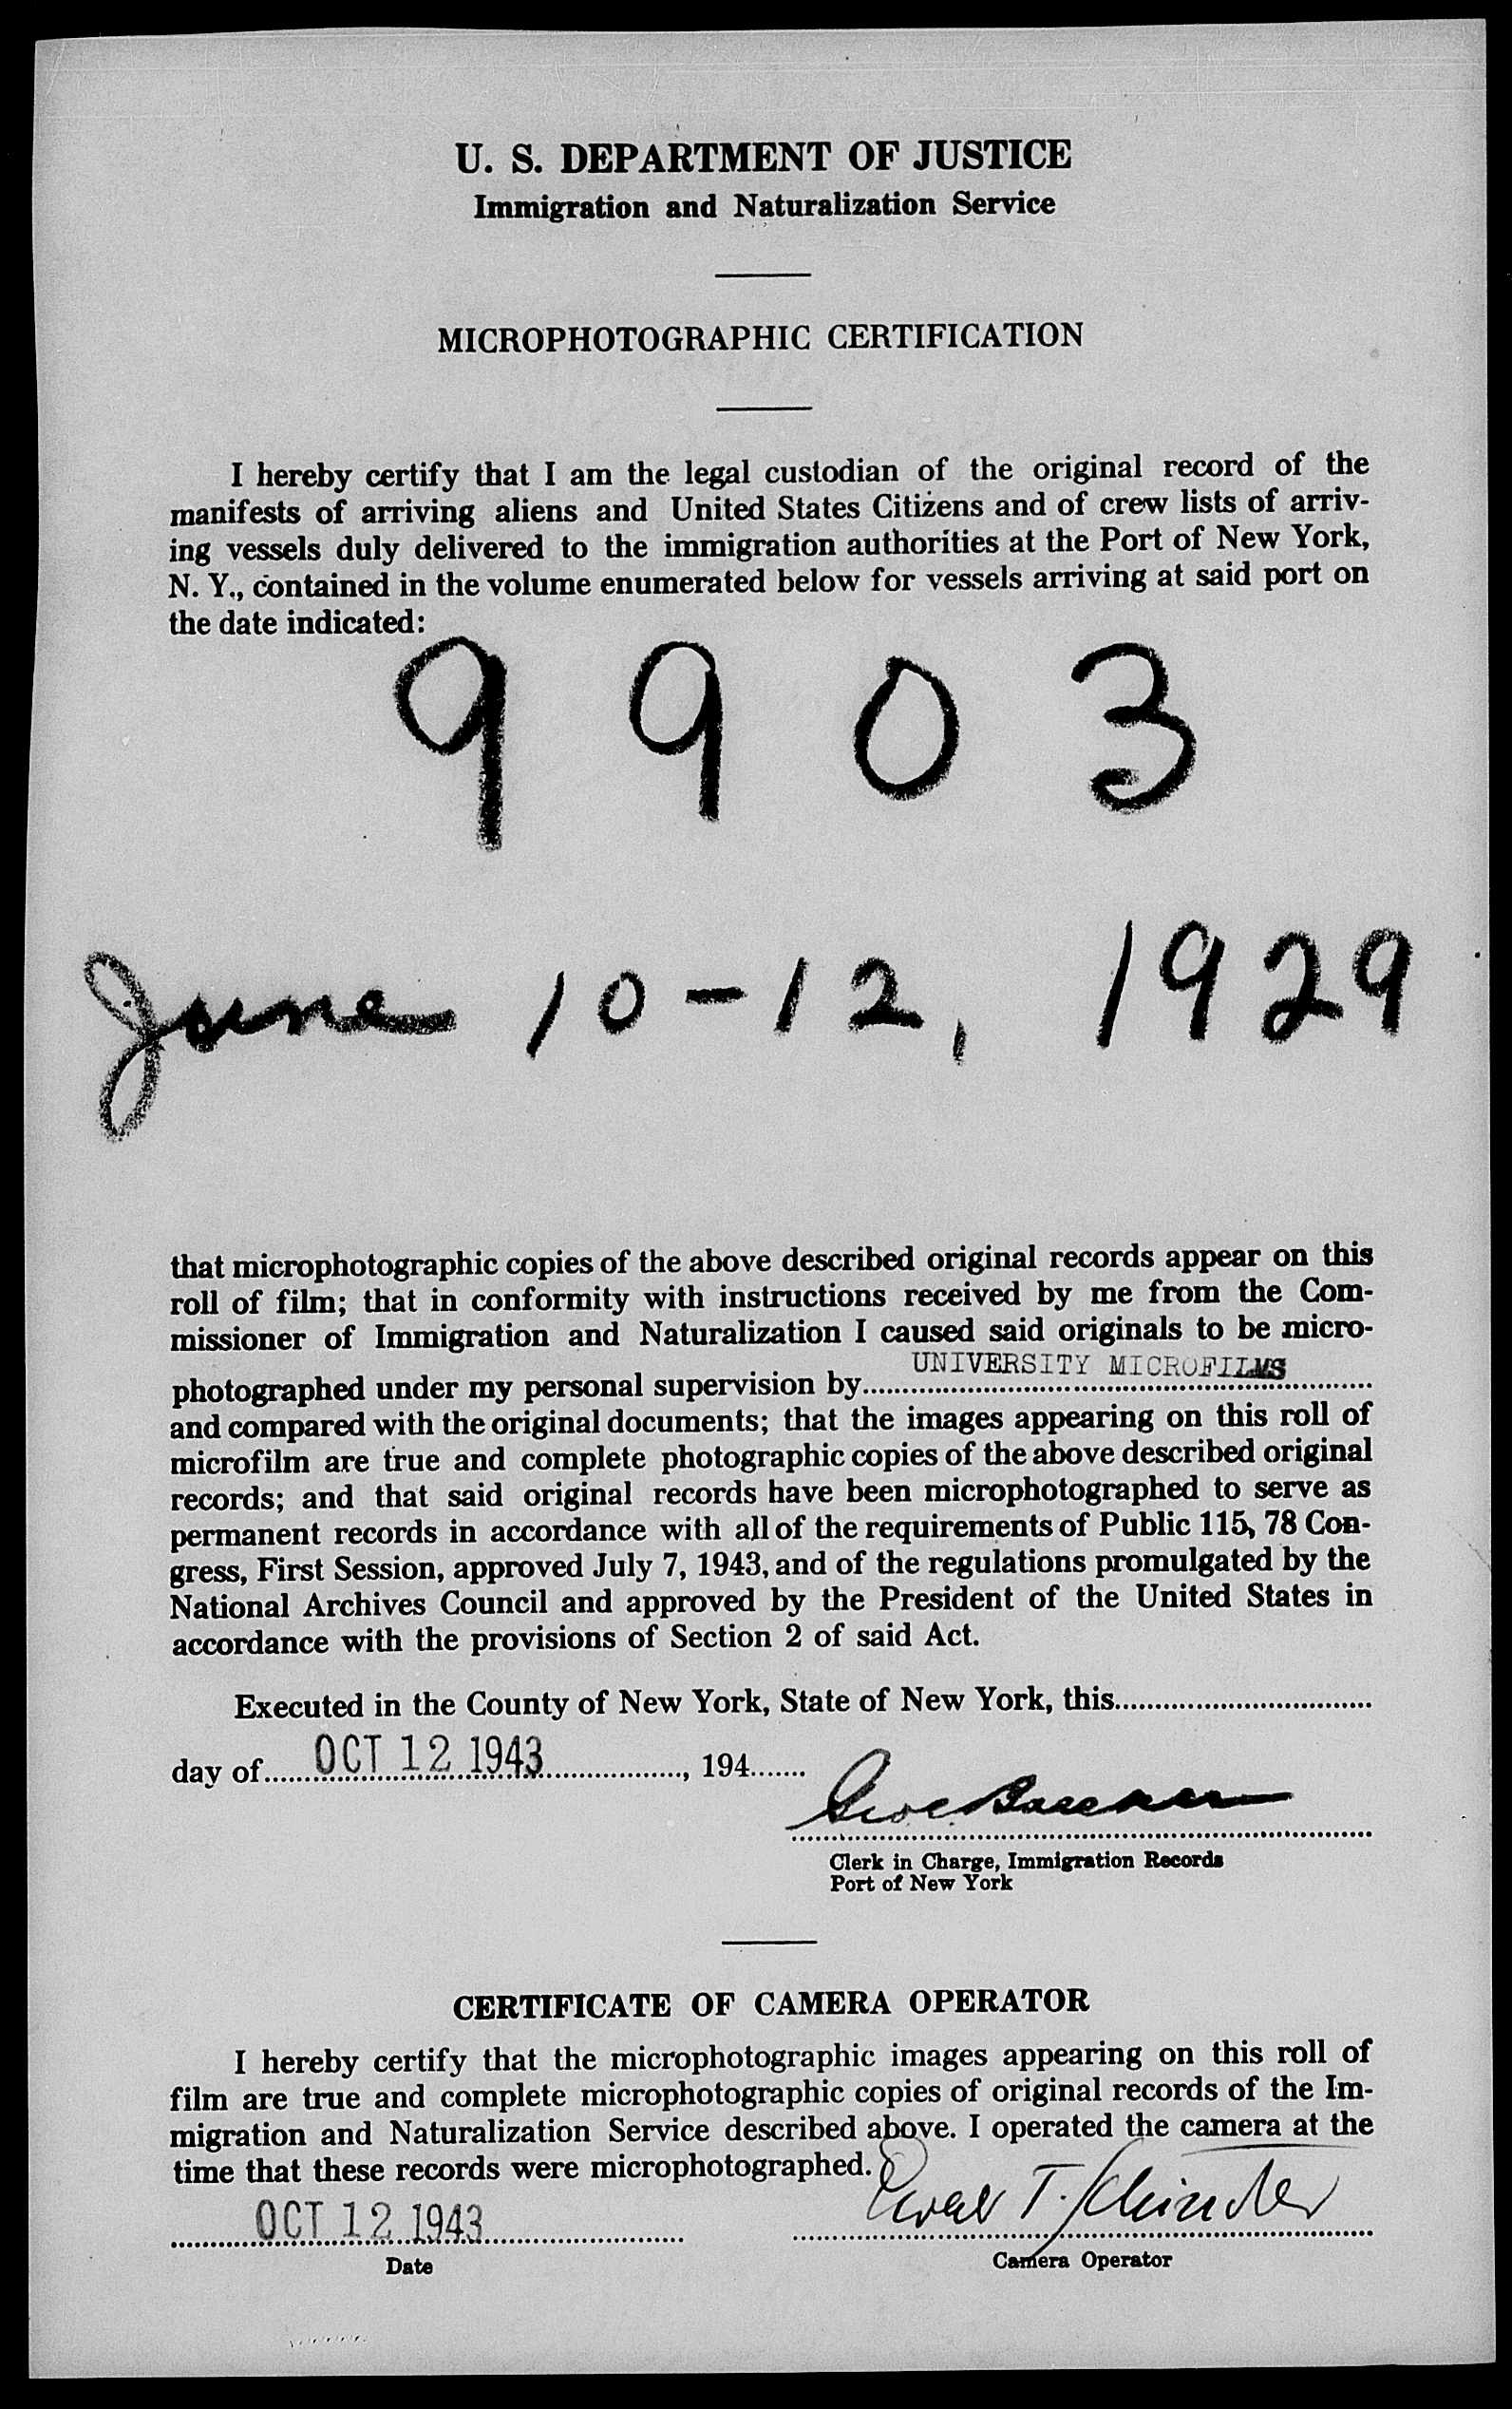 U. S. DEPARTMENT OF JUSTICE
Immigration and Naturalization Service
MICROPHOTOGRAPHIC CERTIFICATION
I hereby certify that I am the legal custodian of the original record of the
manifests of arriving aliens and United States Citizens and of crew lists of arriv-
ing vessels duly delivered to the immigration authorities at the Port of New York,
N. Y., contained in the volume enumerated below for vessels arriving at said port on
the date indicated:
9 9 0 3
June 10-12, 1929
that microphotographic copies of the above described original records appear on this
roll of film; that in conformity with instructions received by me from the Com-
missioner of Immigration and Naturalization I caused said originals to be micro-
photographed under my personal supervision by UNIVERSITY MICROFILMS
and compared with the original documents; that the images appearing on this roll of
microfilm are true and complete photographic copies of the above described original
records; and that said original records have been microphotographed to serve as
permanent records in accordance with all of the requirements of Public 115, 78 Con-
gress, First Session, approved July 7, 1943, and of the regulations promulgated by the
National Archives Council and approved by the President of the United States in
accordance with the provisions of Section 2 of said Act.
Executed in the County of New York, State of New York, this
day of OCT 12 1943, 194
Clerk in Charge, Immigration Records
Port of New York
CERTIFICATE OF CAMERA OPERATOR
I hereby certify that the microphotographic images appearing on this roll of
film are true and complete microphotographic copies of original records of the Im-
migration and Naturalization Service described above. I operated the camera at the
time that these records were microphotographed.
OCT 12 1943
Date
Camera Operator